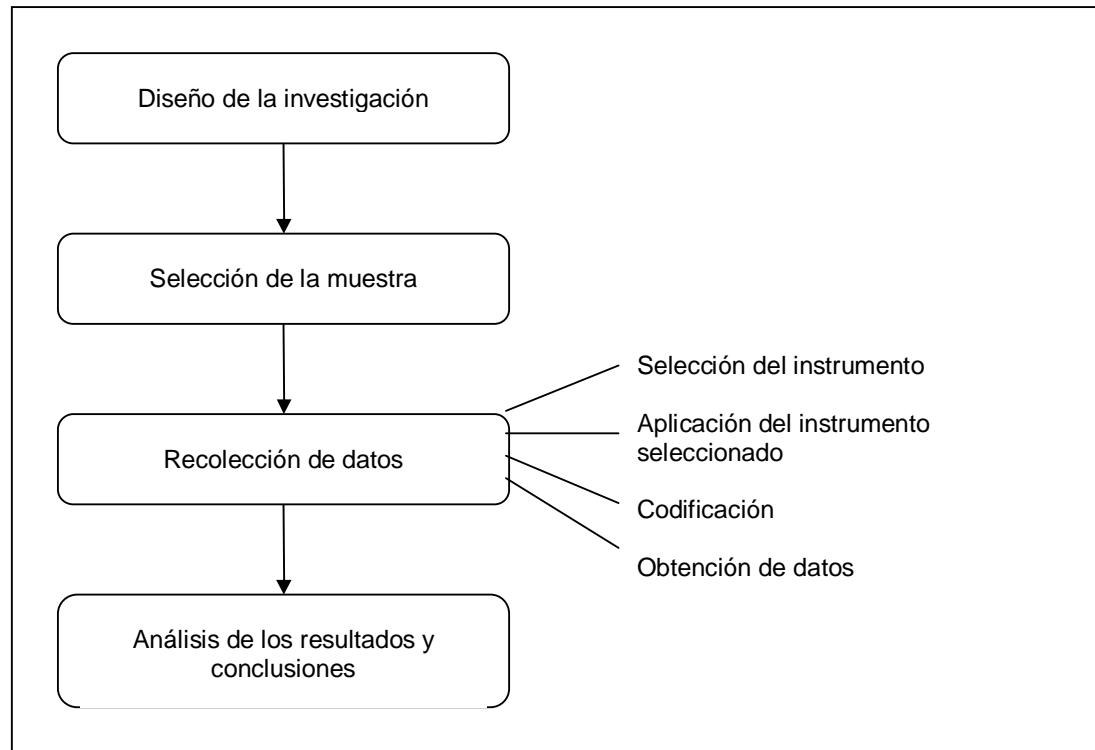 Diseño de la investigación
Selección de la muestra
Recolección de datos
Selección del instrumento
Aplicación del instrumento
seleccionado
Codificación
Obtención de datos
Análisis de los resultados y
conclusiones